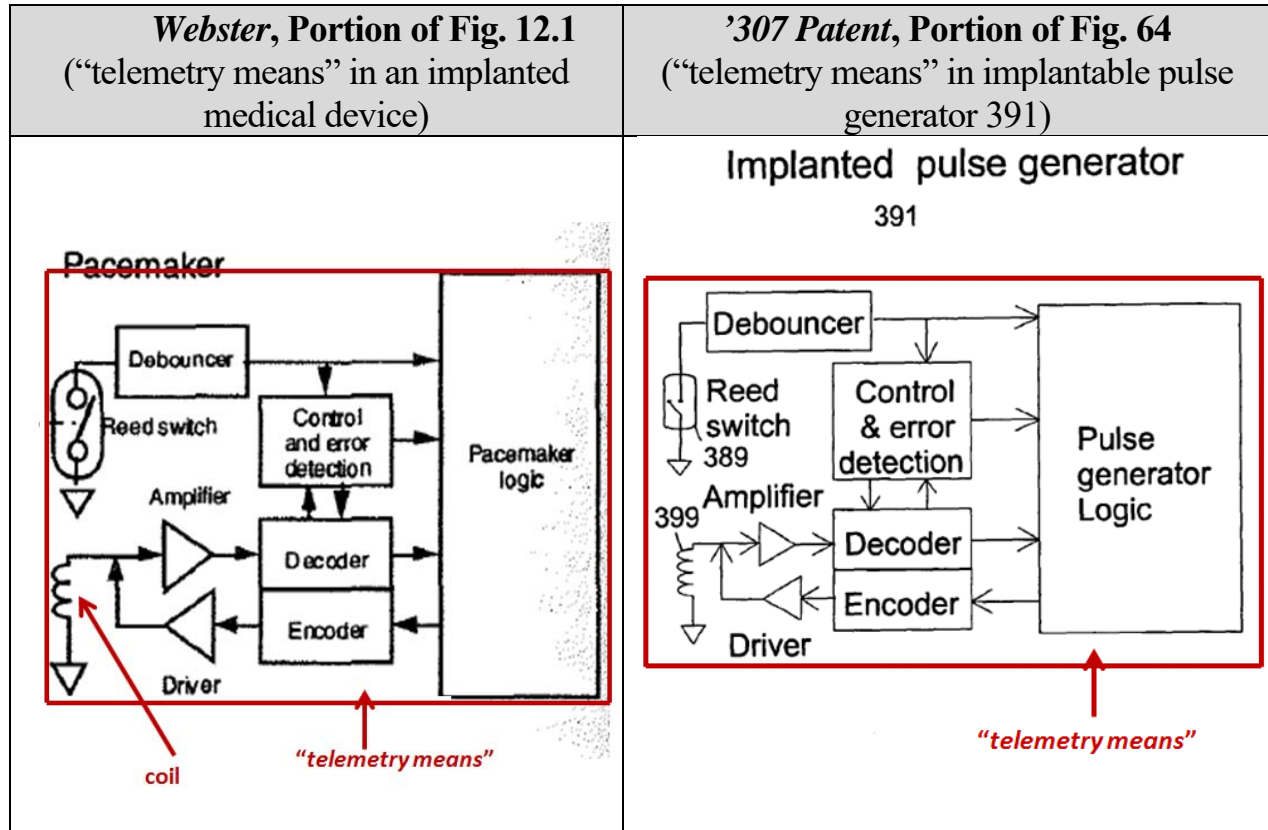 Webster, Portion of Fig. 12.1
(“telemetry means” in an implanted
medical device)
’307 Patent, Portion of Fig. 64
(“telemetry means” in implantable pulse
generator 391)
Pacemaker
Debouncer
Reed switch
Control
and error
detection
Pacemaker
logic
Amplifier
Decoder
Encoder
Driver
coil
“telemetry means”
Implanted pulse generator
391
Debouncer
Reed
switch
389
Control
& error
detection
Pulse
generator
Logic
Amplifier
399
Decoder
Encoder
Driver
“telemetry means”